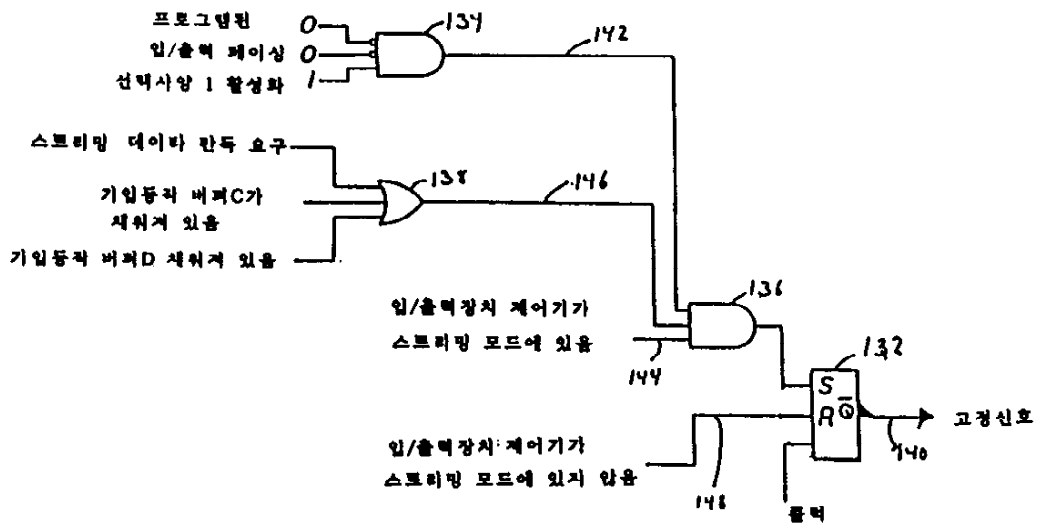 프로그램된 0
134
142
입/출력 페이싱 0
선택사양 1 활성화 1
스트리밍 데이타 판독 요구
138
146
기입동작 버퍼C가
채워져 있음
기입동작 버퍼D 채워져 있음
136
입/출력장치 제어기가
스트리밍 모드에 있음
144
132
S
R Q
고정신호
140
입/출력장치 제어기가
스트리밍 모드에 있지 않음
148
클럭